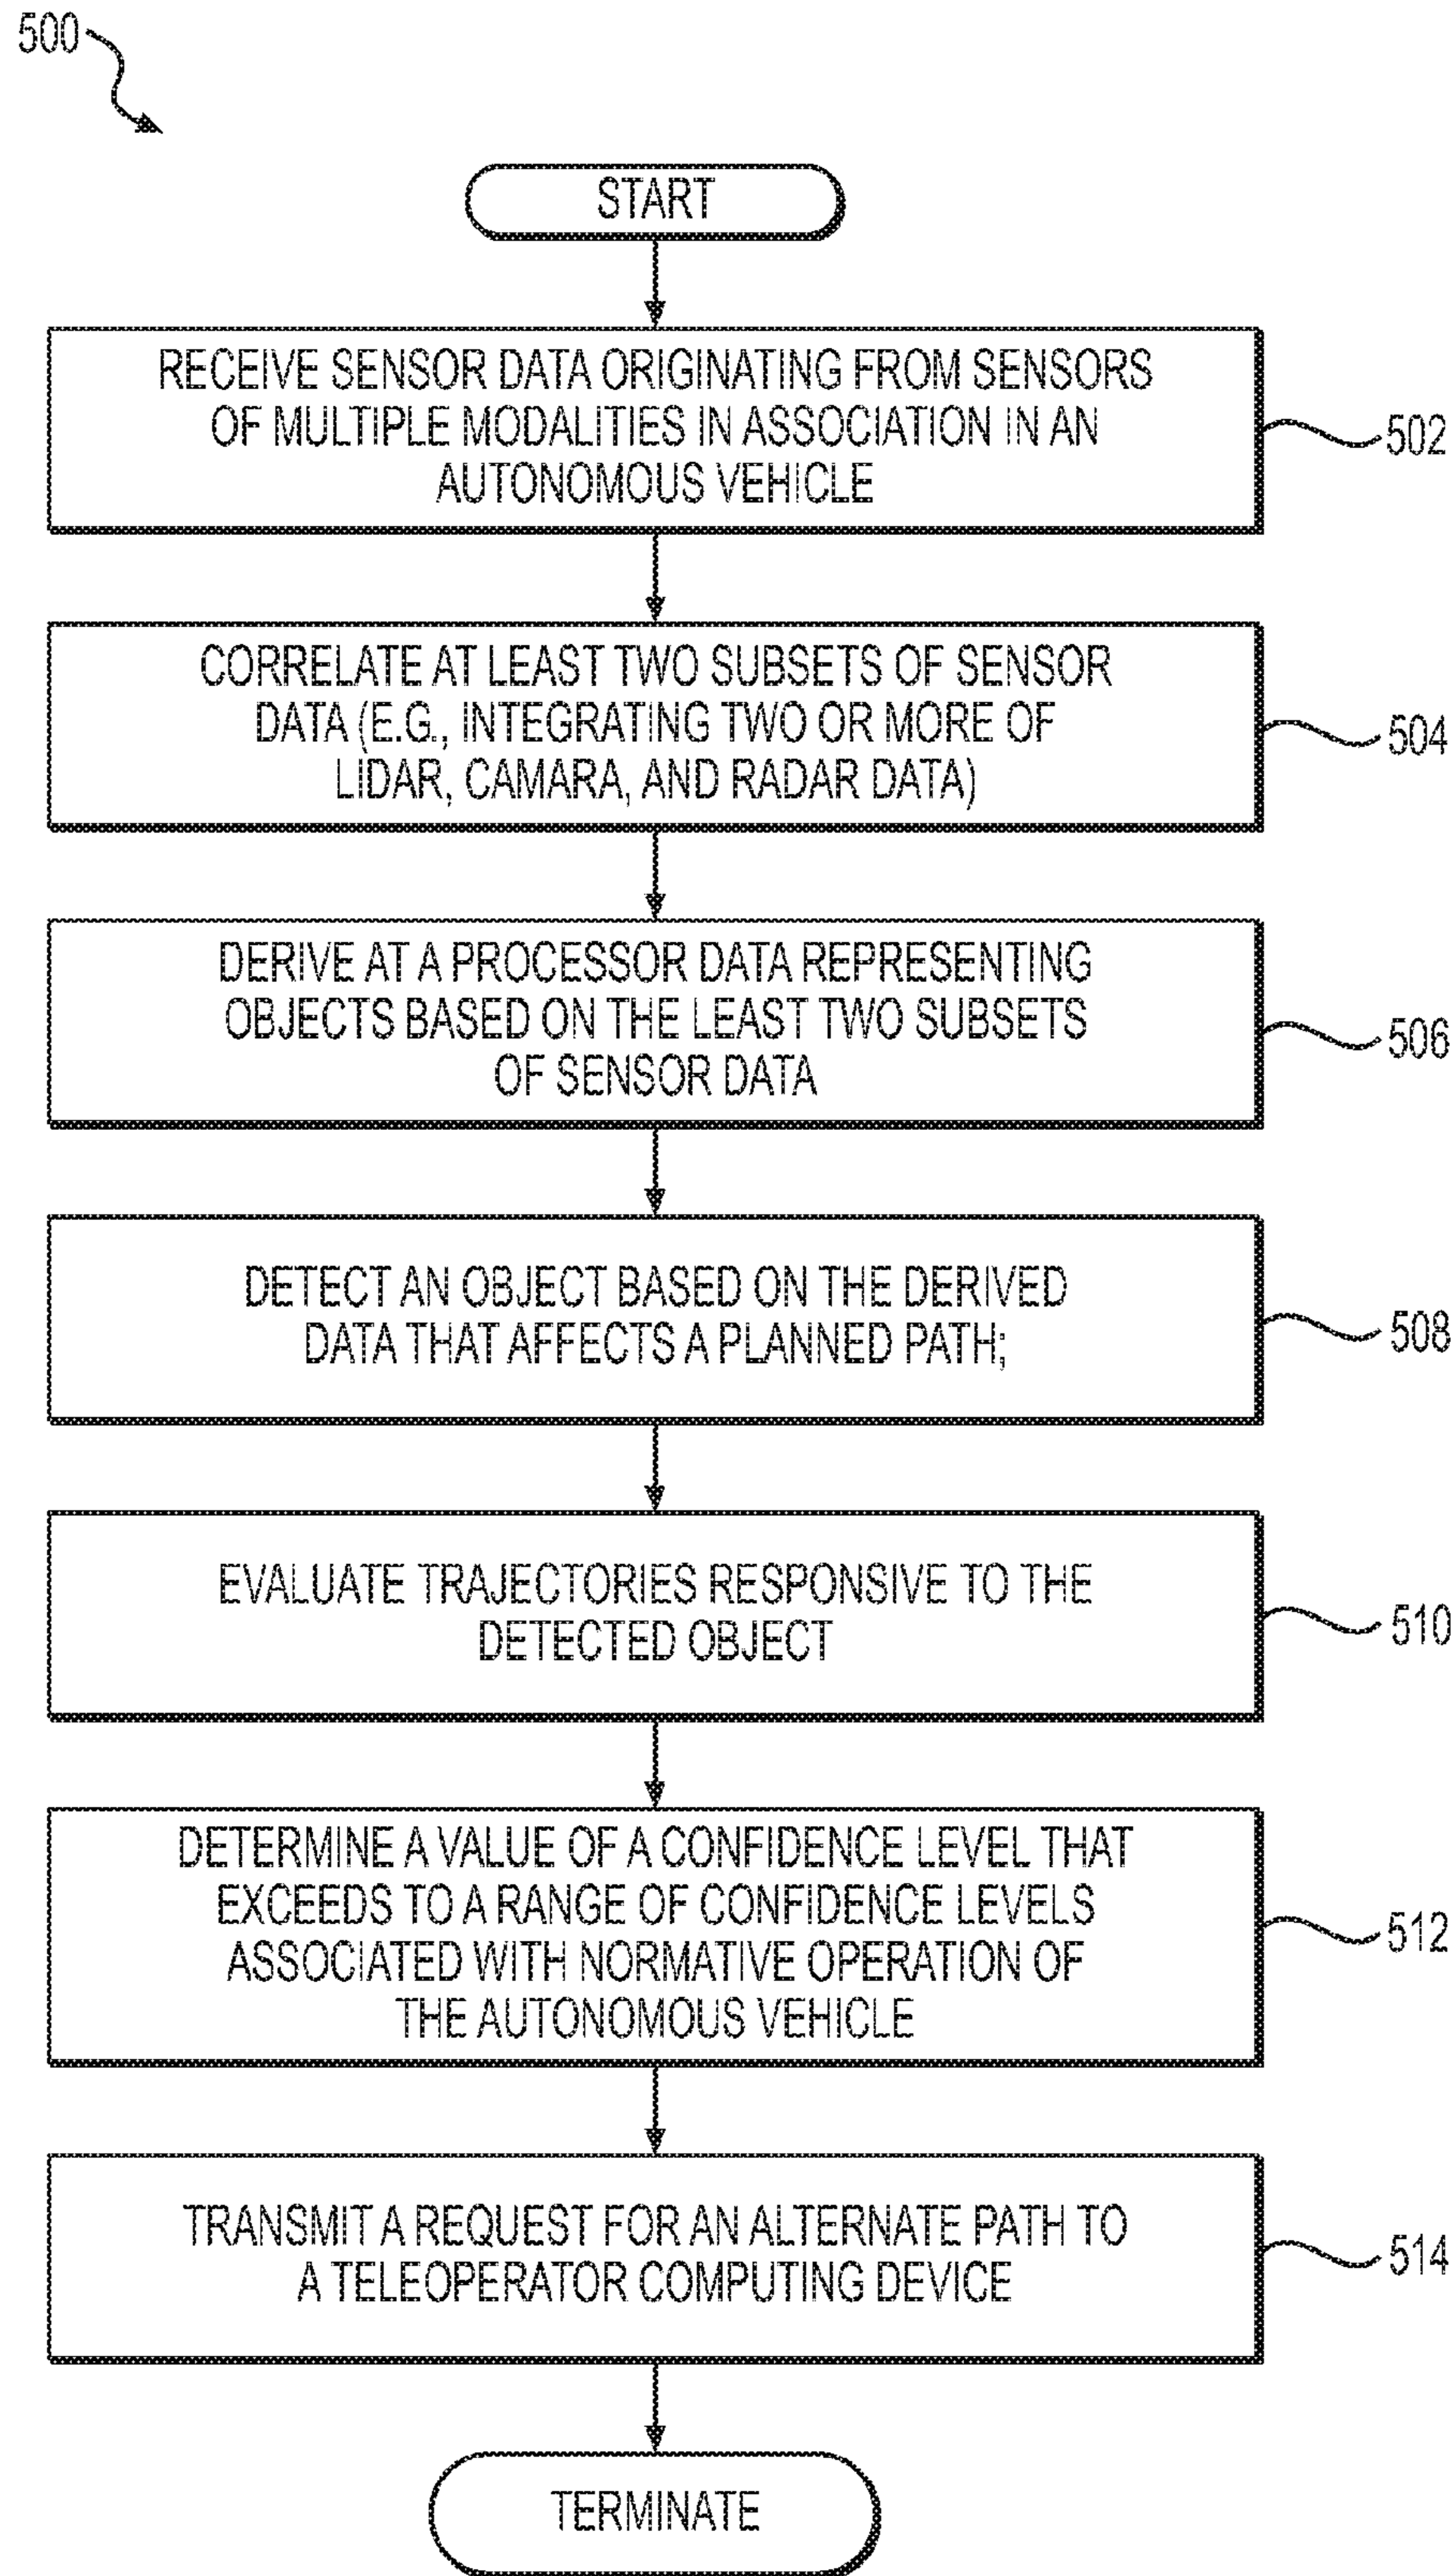 500
START
RECEIVE SENSOR DATA ORIGINATING FROM SENSORS
OF MULTIPLE MODALITIES IN ASSOCIATION IN AN
AUTONOMOUS VEHICLE
502
CORRELATE AT LEAST TWO SUBSETS OF SENSOR
DATA (E.G., INTEGRATING TWO OR MORE OF
LIDAR, CAMARA, AND RADAR DATA)
504
DERIVE AT A PROCESSOR DATA REPRESENTING
OBJECTS BASED ON THE LEAST TWO SUBSETS
OF SENSOR DATA
506
DETECT AN OBJECT BASED ON THE DERIVED
DATA THAT AFFECTS A PLANNED PATH;
508
EVALUATE TRAJECTORIES RESPONSIVE TO THE
DETECTED OBJECT
510
DETERMINE A VALUE OF A CONFIDENCE LEVEL THAT
EXCEEDS TO A RANGE OF CONFIDENCE LEVELS
ASSOCIATED WITH NORMATIVE OPERATION OF
THE AUTONOMOUS VEHICLE
512
TRANSMIT A REQUEST FOR AN ALTERNATE PATH TO
A TELEOPERATOR COMPUTING DEVICE
514
TERMINATE